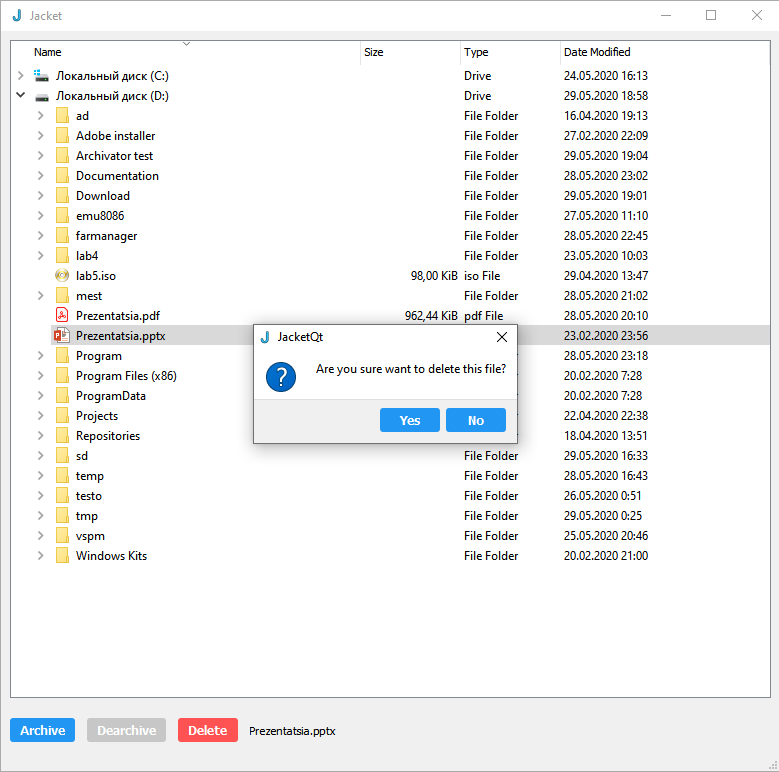 Jacket
Name Size Type Date Modified
Локальный диск (C:) Drive 24.05.2020 16:13
Локальный диск (D:) Drive 29.05.2020 18:58
ad File Folder 16.04.2020 19:13
Adobe installer File Folder 27.02.2020 22:09
Archivator test File Folder 29.05.2020 19:04
Documentation File Folder 28.05.2020 23:02
Download File Folder 29.05.2020 19:01
emu8086 File Folder 27.05.2020 11:10
farmanager File Folder 28.05.2020 22:45
lab4 File Folder 23.05.2020 10:03
lab5.iso 98,00 KiB iso File 29.04.2020 13:47
mest File Folder 28.05.2020 21:02
Prezentatsia.pdf 962,44 KiB pdf File 28.05.2020 20:10
Prezentatsia.pptx 23.02.2020 23:56
JacketQt
Program 28.05.2020 23:18
Are you sure want to delete this file?
Program Files (x86) 20.02.2020 7:28
ProgramData 20.02.2020 7:28
Projects 22.04.2020 22:38
Yes No
Repositories 18.04.2020 13:51
sd File Folder 29.05.2020 16:33
temp File Folder 28.05.2020 16:43
testo File Folder 26.05.2020 0:51
tmp File Folder 29.05.2020 0:25
vspm File Folder 25.05.2020 20:46
Windows Kits File Folder 20.02.2020 21:00
Archive Dearchive Delete Prezentatsia.pptx